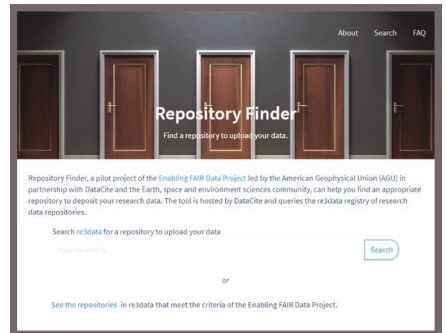 About Search FAQ
Repository Finder
Find a repository to upload your data.
Repository Finder, a pilot project of the Enabling FAIR Data Project led by the American Geophysical Union (AGU) in
partnership with DataCite and the Earth, space and environment sciences community, can help you find an appropriate
repository to deposit your research data. The tool is hosted by DataCite and queries the re3data registry of research
data repositories.
Search re3data for a repository to upload your data
Type to search...
Search
or
See the repositories in re3data that meet the criteria of the Enabling FAIR Data Project.